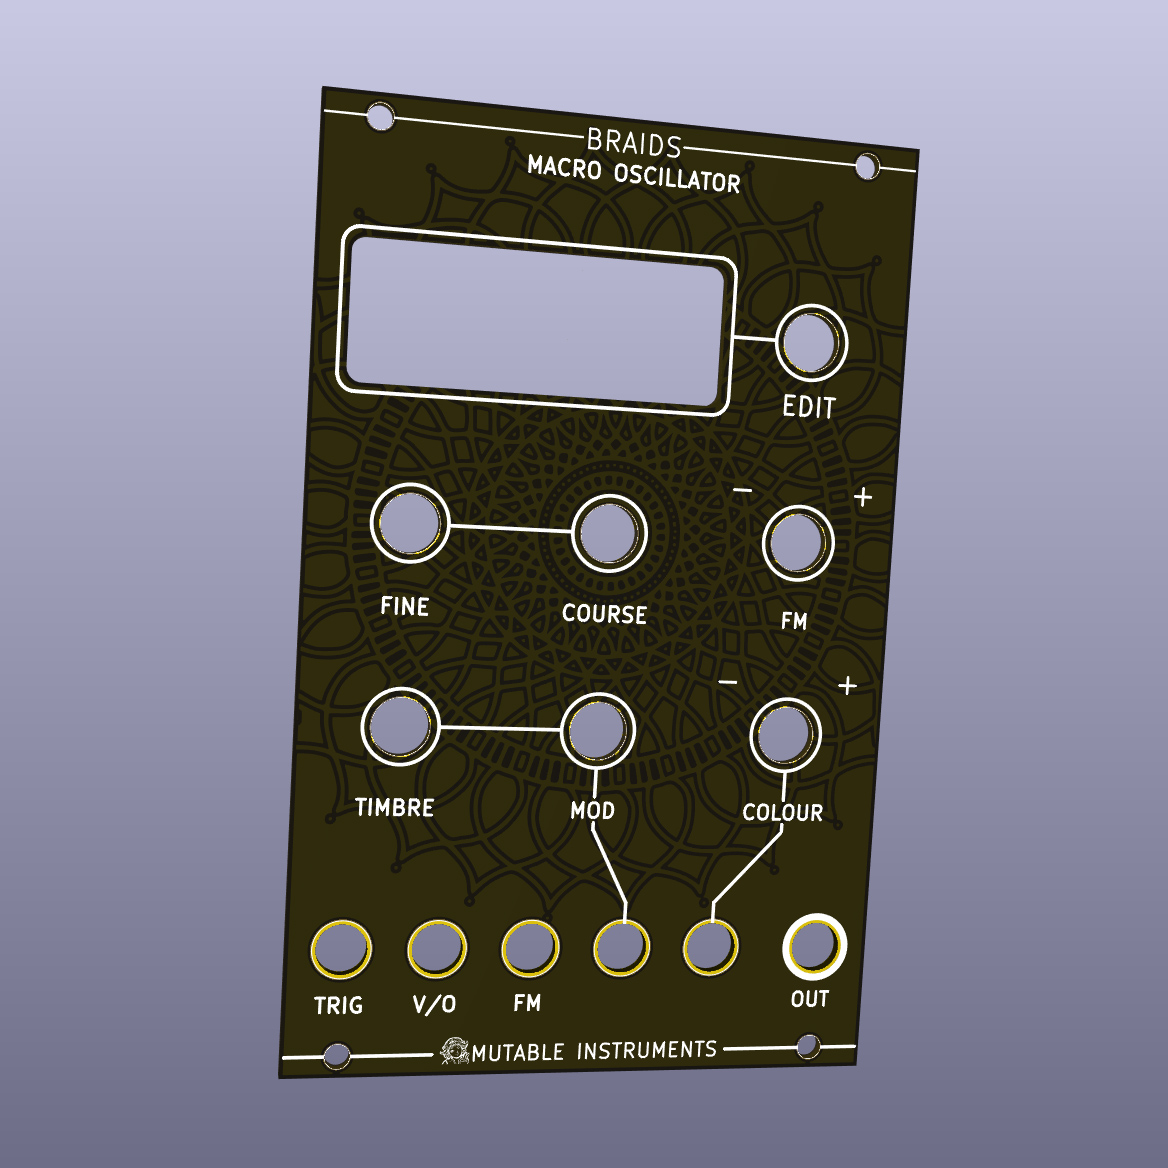 BRAIDS
MACRO OSCILLATOR
EDIT
− +
FINE COURSE FM
− +
TIMBRE MOD COLOUR
TRIG V/O FM OUT
MUTABLE INSTRUMENTS